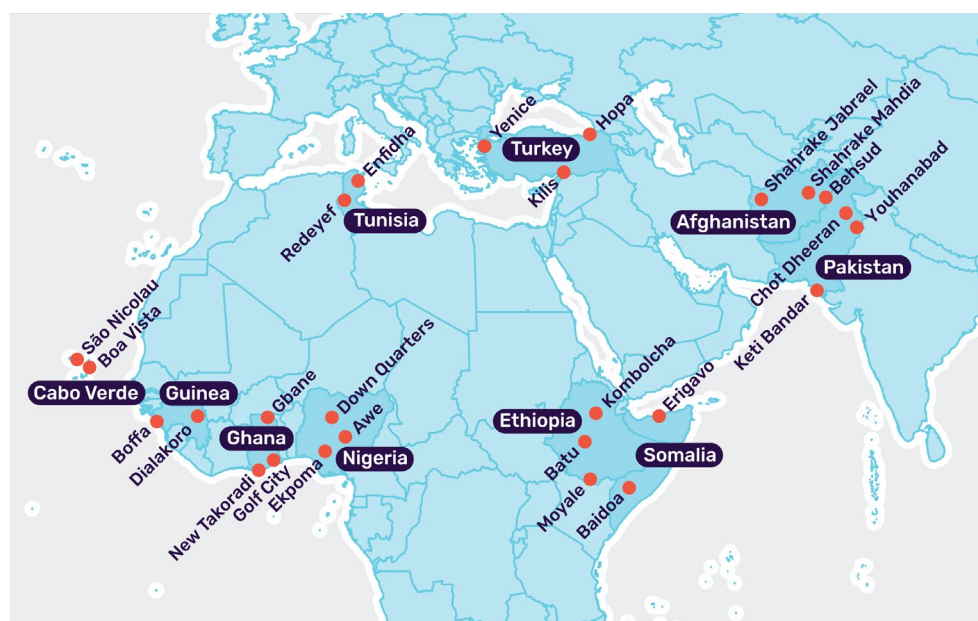 Yenice
Hopa
Turkey
Kilis
Enfidha
Redeyef
Tunisia
Shahrake Jabrael
Shahrake Mahdia
Behsud
Youhanabad
Afghanistan
Chot Dheeran
Pakistan
Keti Bandar
São Nicolau
Boa Vista
Cabo Verde
Guinea
Boffa
Dialakoro
Gbane
Ghana
New Takoradi
Golf City
Down Quarters
Awe
Ekpoma
Nigeria
Kombolcha
Ethiopia
Batu
Moyale
Erigavo
Somalia
Baidoa